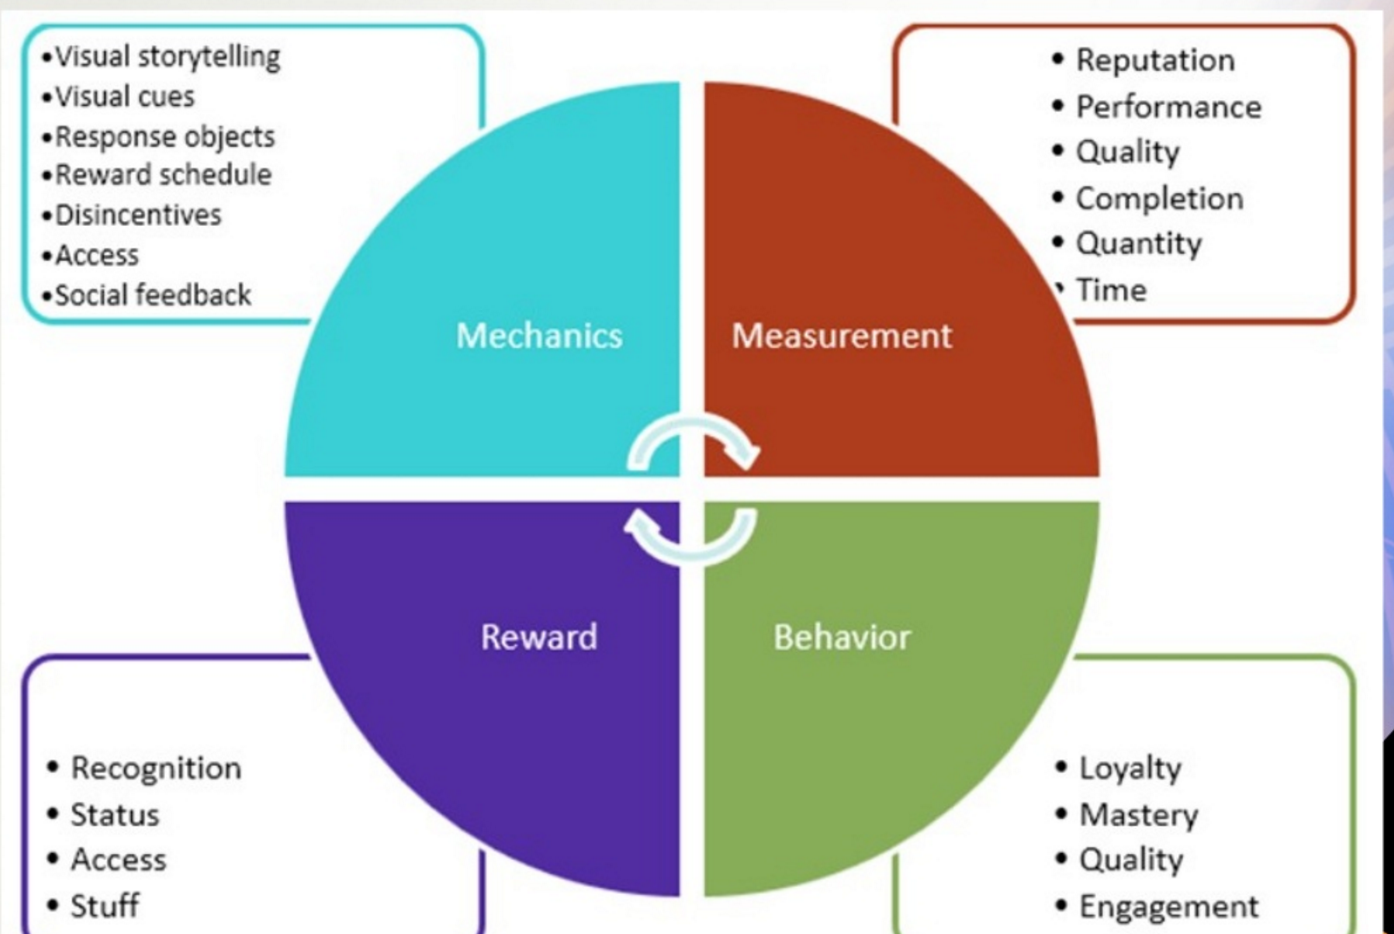 •Visual storytelling
•Visual cues
•Response objects
•Reward schedule
•Disincentives
•Access
•Social feedback
• Reputation
• Performance
• Quality
• Completion
• Quantity
• Time
Mechanics
Measurement
Reward
Behavior
• Recognition
• Status
• Access
• Stuff
• Loyalty
• Mastery
• Quality
• Engagement